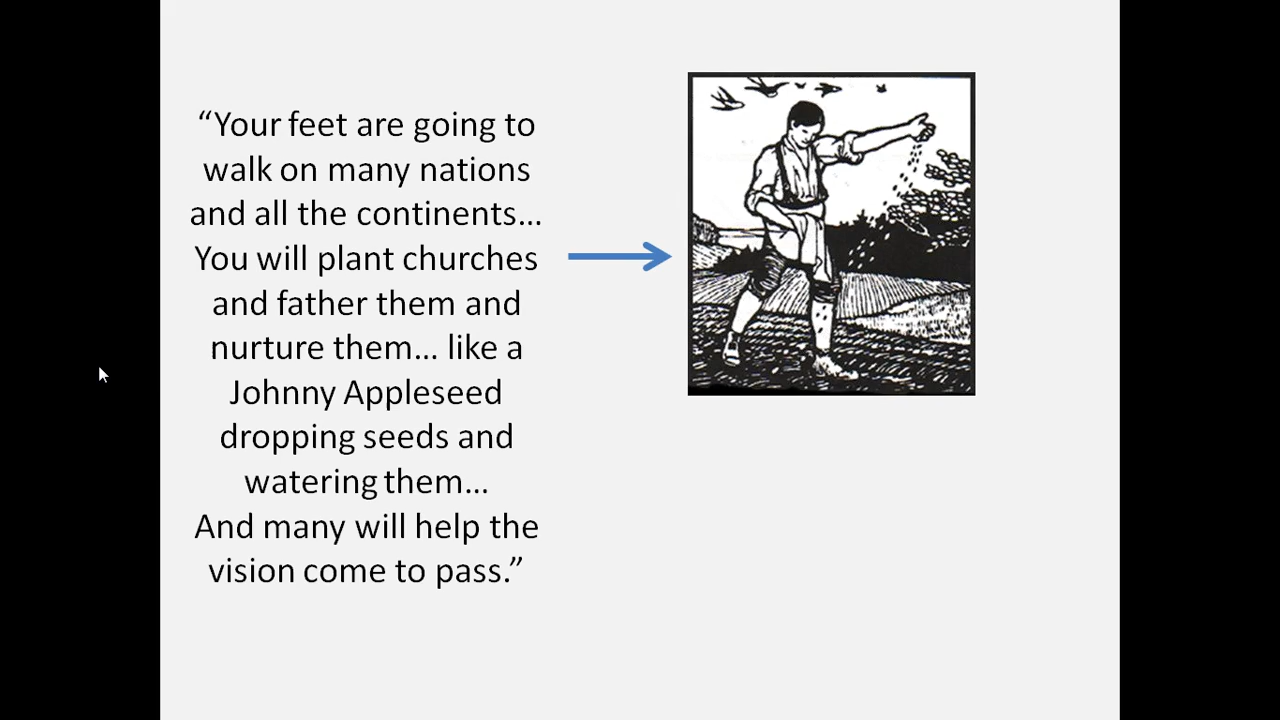 “Your feet are going to
walk on many nations
and all the continents…
You will plant churches
and father them and
nurture them… like a
Johnny Appleseed
dropping seeds and
watering them…
And many will help the
vision come to pass.”